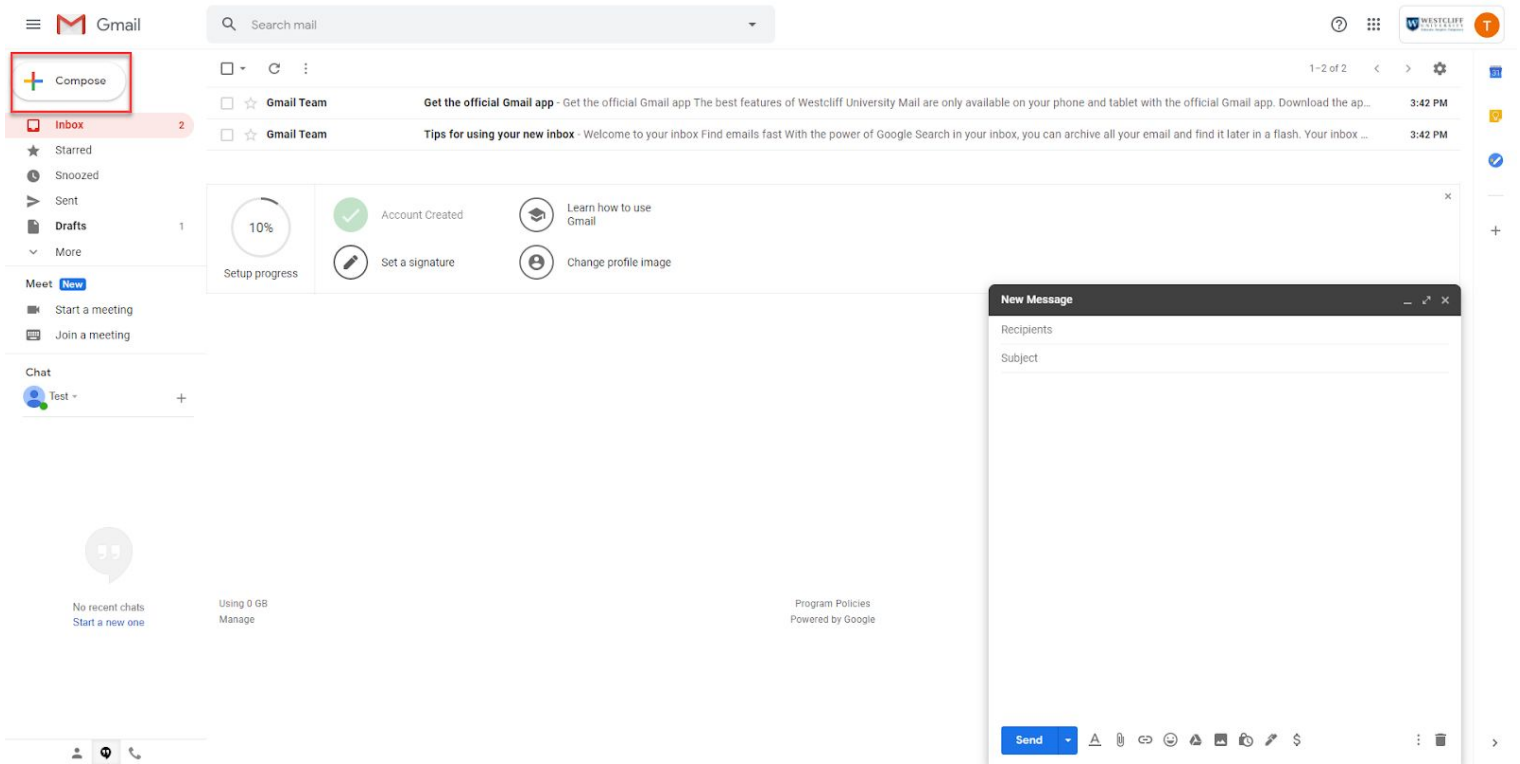 Gmail
Search mail
WESTCLIFF
UNIVERSITY
T
Compose
1–2 of 2
31
Gmail Team Get the official Gmail app - Get the official Gmail app The best features of Westcliff University Mail are only available on your phone and tablet with the official Gmail app. Download the ap... 3:42 PM
Inbox 2
Gmail Team Tips for using your new inbox - Welcome to your inbox Find emails fast With the power of Google Search in your inbox, you can archive all your email and find it later in a flash. Your inbox ... 3:42 PM
Starred
Snoozed
Sent
Drafts 1
More
10%
Setup progress
Account Created
Learn how to use
Gmail
Set a signature
Change profile image
Meet New
Start a meeting
Join a meeting
Chat
Test
No recent chats
Start a new one
Using 0 GB
Manage
Program Policies
Powered by Google
New Message
Recipients
Subject
Send